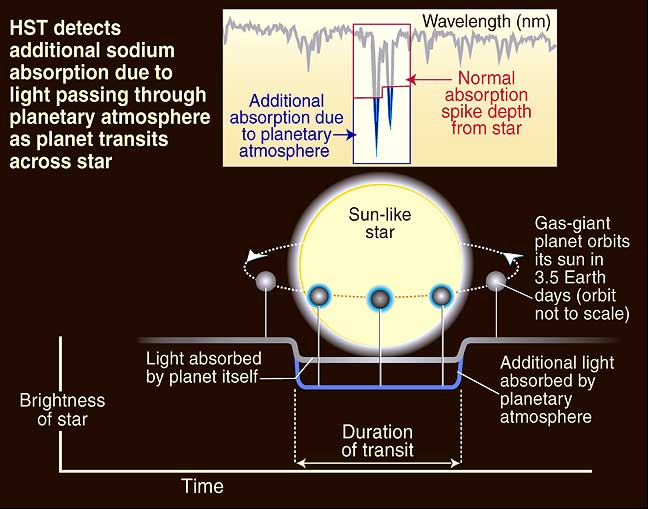 HST detects
additional sodium
absorption due to
light passing through
planetary atmosphere
as planet transits
across star
Wavelength (nm)
Additional
absorption due
to planetary
atmosphere
Normal
absorption
spike depth
from star
Sun-like
star
Gas-giant
planet orbits
its sun in
3.5 Earth
days (orbit
not to scale)
Light absorbed
by planet itself
Additional light
absorbed by
planetary
atmosphere
Brightness
of star
Duration
of transit
Time